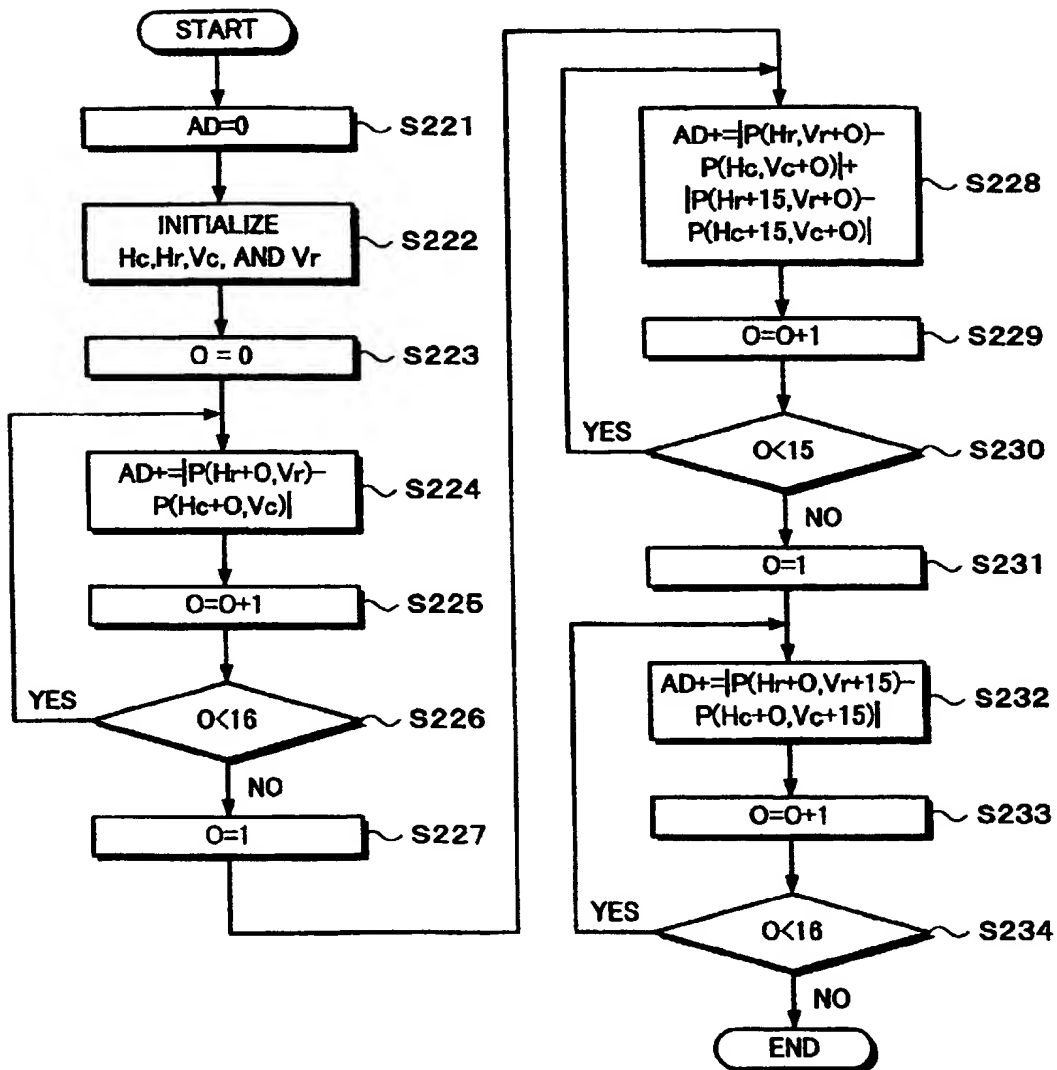 START
AD=0
S221
INITIALIZE
Hc,Hr,Vc, AND Vr
S222
O = 0
S223
AD+=|P(Hr+O,Vr)−
P(Hc+O,Vc)|
S224
O=O+1
S225
YES
O<16
S226
NO
O=1
S227
AD+=|P(Hr,Vr+O)−
P(Hc,Vc+O)|+
|P(Hr+15,Vr+O)−
P(Hc+15,Vc+O)|
S228
O=O+1
S229
YES
O<15
S230
NO
O=1
S231
AD+=|P(Hr+O,Vr+15)−
P(Hc+O,Vc+15)|
S232
O=O+1
S233
YES
O<16
S234
NO
END